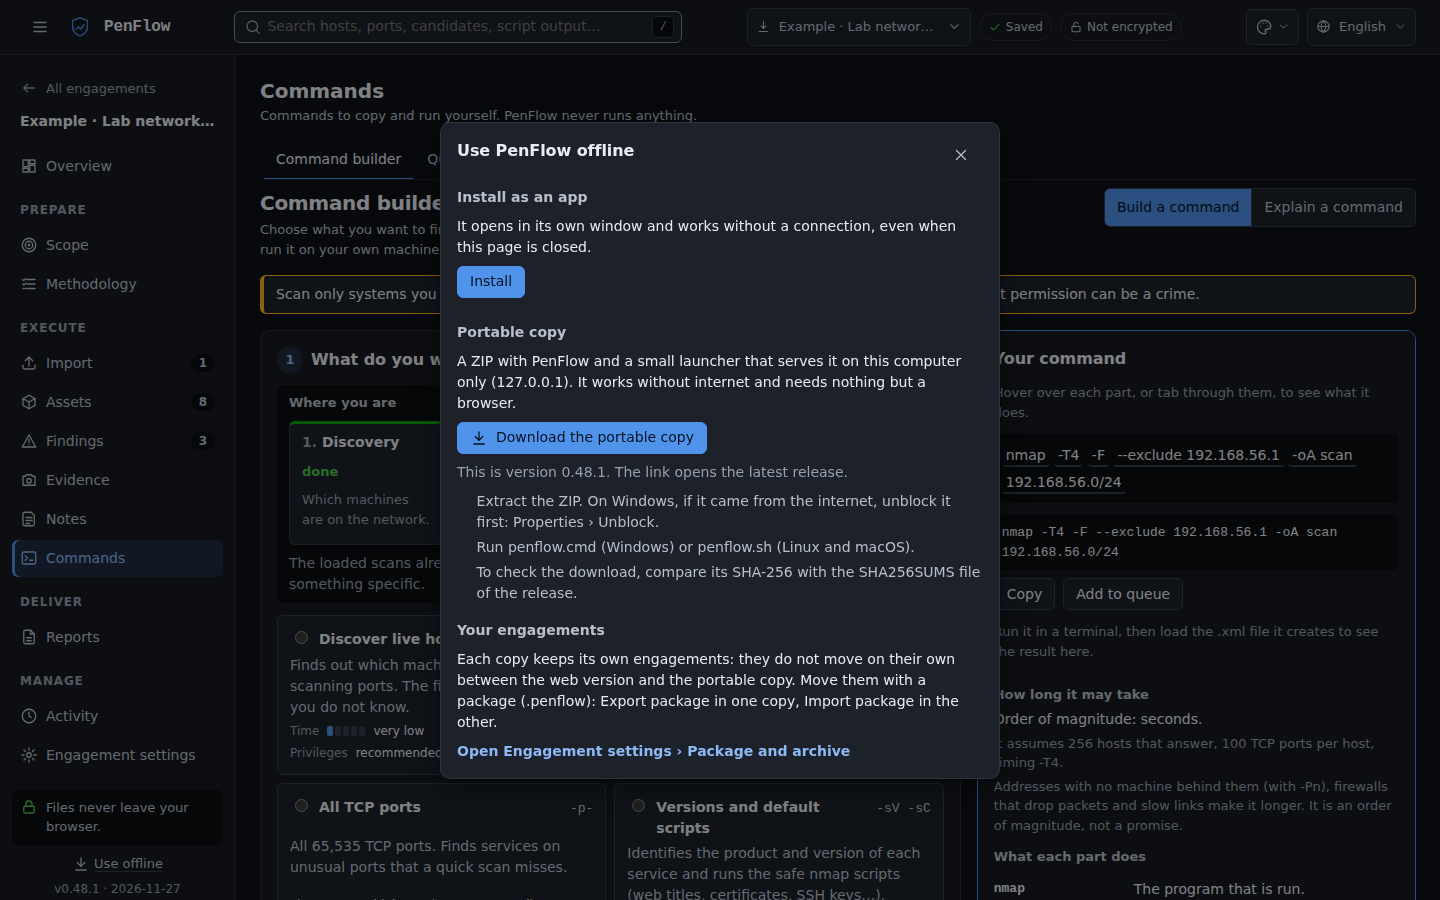 PenFlow
Search hosts, ports, candidates, script output…
/
Example · Lab networ…
Saved
Not encrypted
English
All engagements
Example · Lab network…
Overview
PREPARE
Scope
Methodology
EXECUTE
Import 1
Assets 8
Findings 3
Evidence
Notes
Commands
DELIVER
Reports
MANAGE
Activity
Engagement settings
Files never leave your
browser.
Use offline
v0.48.1 · 2026-11-27
Commands
Commands to copy and run yourself. PenFlow never runs anything.
Command builder
Command builde
Choose what you want to fi
run it on your own machine
Build a command
Explain a command
Scan only systems you
t permission can be a crime.
1 What do you w
Where you are
1. Discovery
done
Which machines
are on the network.
The loaded scans alre
something specific.
Discover live ho
Finds out which mach
scanning ports. The fi
you do not know.
Time very low
Privileges recommended
All TCP ports -p-
All 65,535 TCP ports. Finds services on
unusual ports that a quick scan misses.
Versions and default -sV -sC
scripts
Identifies the product and version of each
service and runs the safe nmap scripts
(web titles, certificates, SSH keys...).
Use PenFlow offline
Install as an app
It opens in its own window and works without a connection, even when
this page is closed.
Install
Portable copy
A ZIP with PenFlow and a small launcher that serves it on this computer
only (127.0.0.1). It works without internet and needs nothing but a
browser.
Download the portable copy
This is version 0.48.1. The link opens the latest release.
Extract the ZIP. On Windows, if it came from the internet, unblock it
first: Properties › Unblock.
Run penflow.cmd (Windows) or penflow.sh (Linux and macOS).
To check the download, compare its SHA-256 with the SHA256SUMS file
of the release.
Your engagements
Each copy keeps its own engagements: they do not move on their own
between the web version and the portable copy. Move them with a
package (.penflow): Export package in one copy, Import package in the
other.
Open Engagement settings › Package and archive
Your command
Hover over each part, or tab through them, to see what it
does.
nmap -T4 -F --exclude 192.168.56.1 -oA scan
192.168.56.0/24
nmap -T4 -F --exclude 192.168.56.1 -oA scan
192.168.56.0/24
Copy
Add to queue
Run it in a terminal, then load the .xml file it creates to see
the result here.
How long it may take
Order of magnitude: seconds.
It assumes 256 hosts that answer, 100 TCP ports per host,
timing -T4.
Addresses with no machine behind them (with -Pn), firewalls
that drop packets and slow links make it longer. It is an order
of magnitude, not a promise.
What each part does
nmap The program that is run.